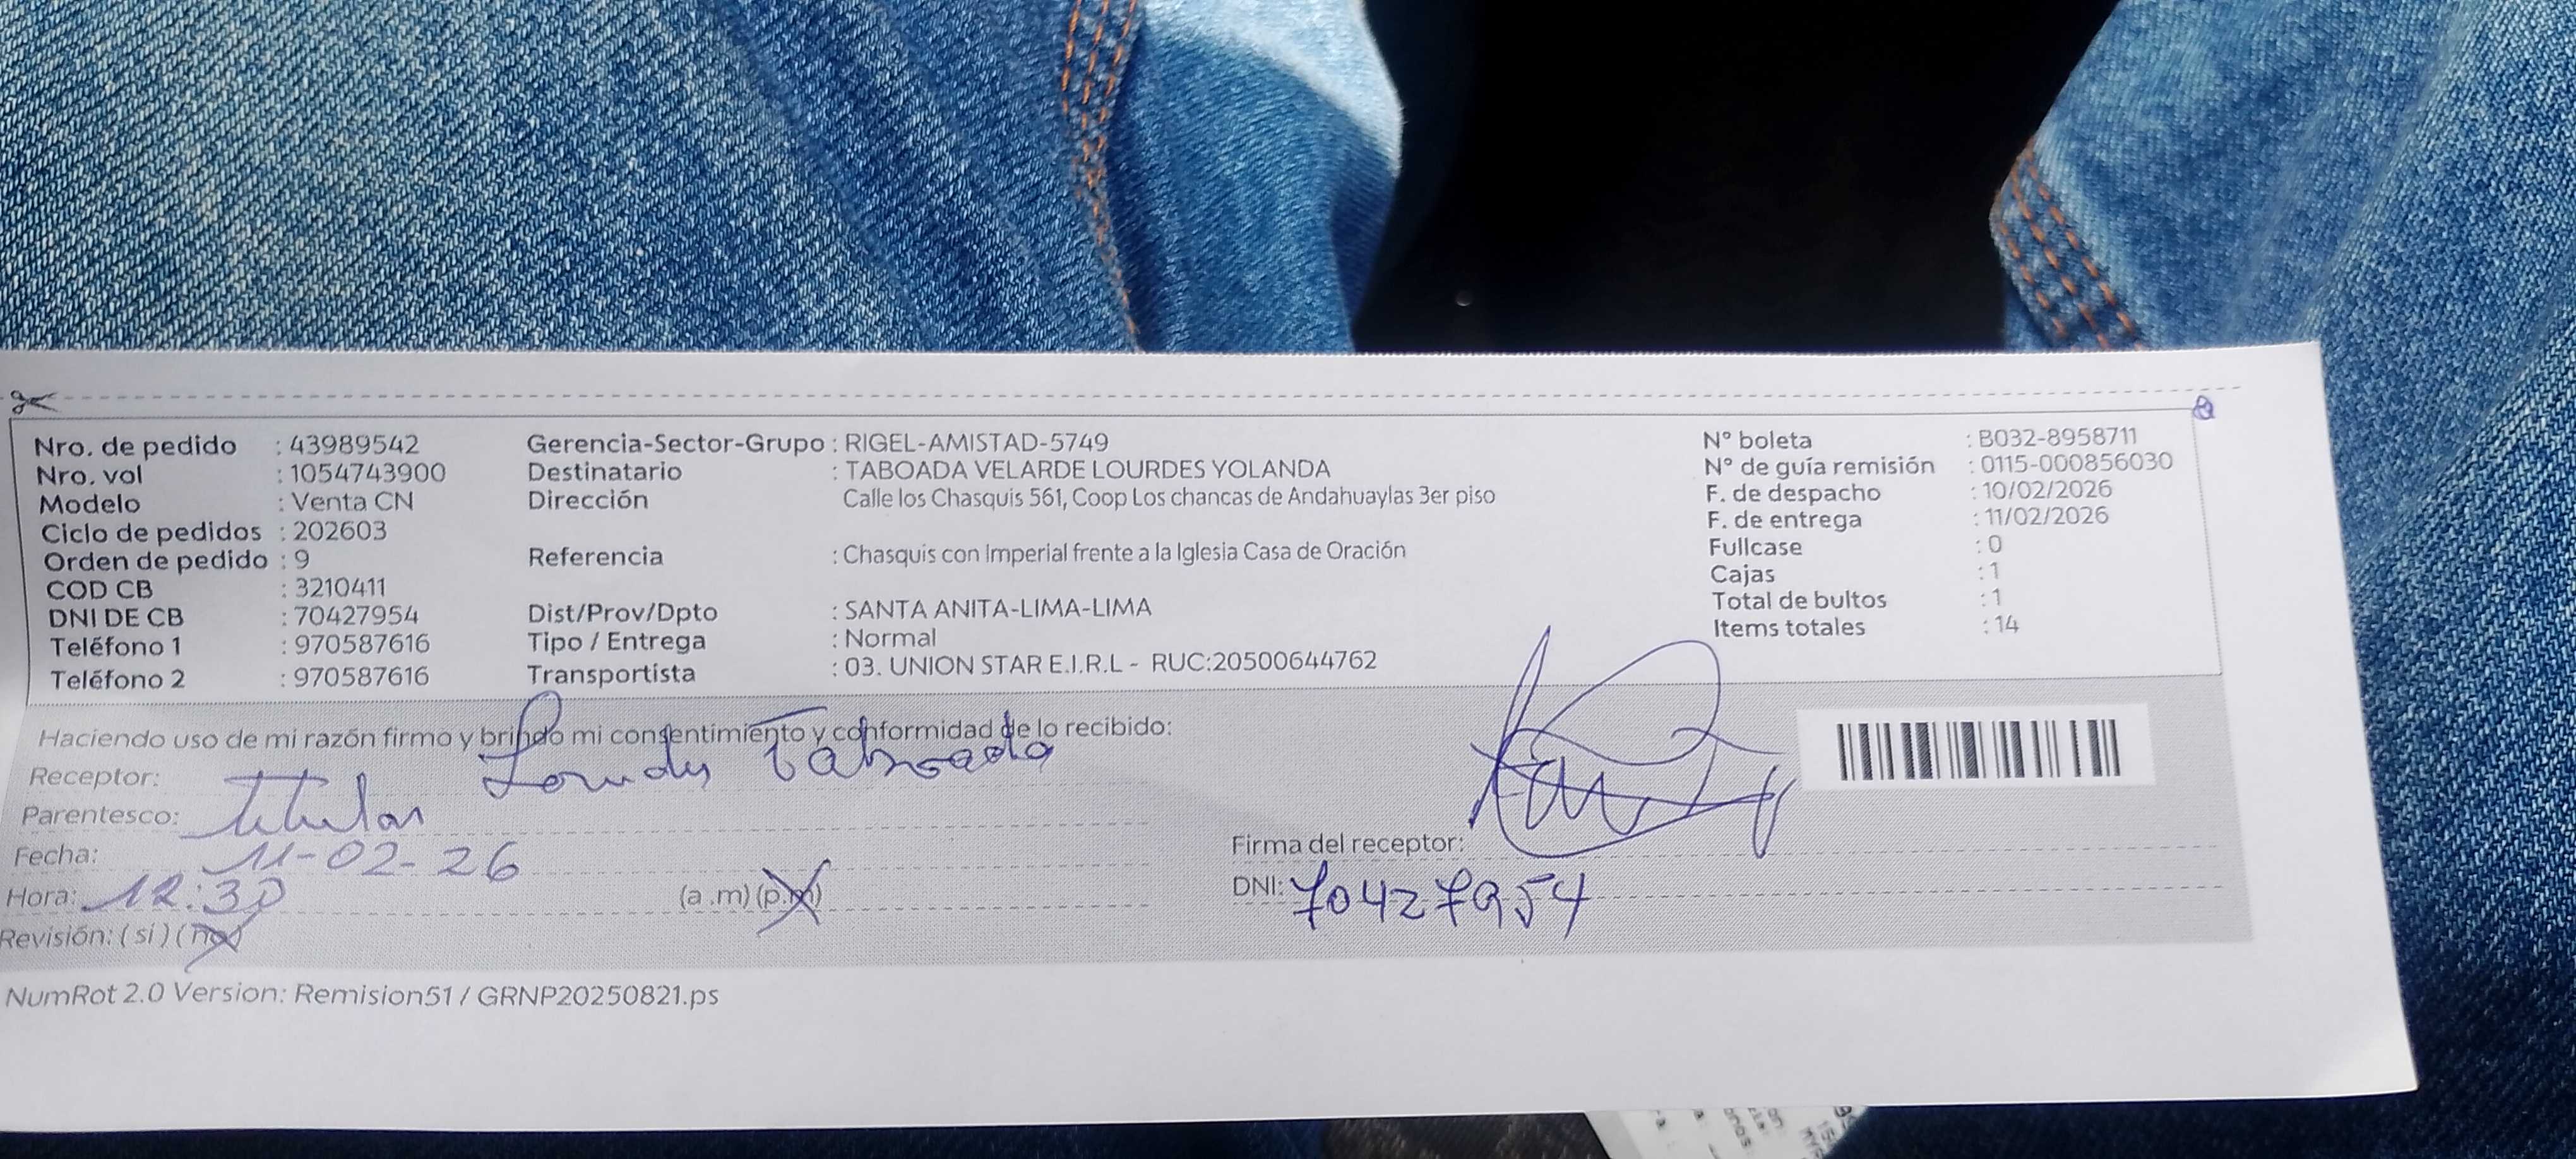 Nro. de pedido : 43989542
Nro. vol : 1054743900
Modelo : Venta CN
Ciclo de pedidos : 202603
Orden de pedido : 9
COD CB : 3210411
DNI DE CB : 70427954
Teléfono 1 : 970587616
Teléfono 2 : 970587616
Gerencia-Sector-Grupo : RIGEL-AMISTAD-5749
Destinatario : TABOADA VELARDE LOURDES YOLANDA
Dirección Calle los Chasquis 561, Coop Los chancas de Andahuaylas 3er piso
Referencia : Chasquis con Imperial frente a la Iglesia Casa de Oración
Dist/Prov/Dpto : SANTA ANITA-LIMA-LIMA
Tipo / Entrega : Normal
Transportista : 03. UNION STAR E.I.R.L - RUC:20500644762
N° boleta : B032-8958711
N° de guía remisión : 0115-000856030
F. de despacho : 10/02/2026
F. de entrega : 11/02/2026
Fullcase : 0
Cajas : 1
Total de bultos : 1
Items totales : 14
Haciendo uso de mi razón firmo y brindo mi consentimiento y conformidad de lo recibido:
Receptor: Lourdes Taboada
Parentesco: titular
Fecha: 11-02-26
Hora: 12:30 (a.m) (p.m)
Revisión: ( si ) ( no )
Firma del receptor:
DNI: 70427954
NumRot 2.0 Version: Remision51 / GRNP20250821.ps